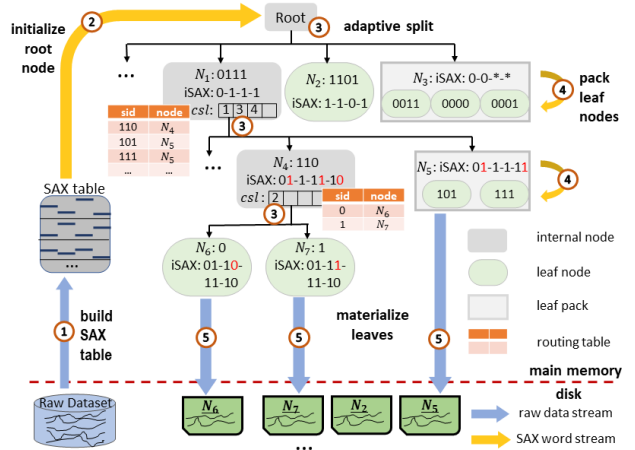 initialize
root
node
2
Root
3
adaptive split
...
N1: 0111
iSAX: 0-1-1-1
csl: 1 3 4
N2: 1101
iSAX: 1-1-0-1
N3: iSAX: 0-0-*-*
0011 0000 0001
4
pack
leaf
nodes
sid node
110 N4
101 N5
111 N5
... ...
3
...
N4: 110
iSAX: 01-1-11-10
csl: 2
3
sid node
0 N6
1 N7
N5: iSAX: 01-1-1-11
101 111
4
SAX table
...
N6: 0
iSAX: 01-10-
11-10
N7: 1
iSAX: 01-11-
11-10
internal node
leaf node
leaf pack
routing table
1
build
SAX
table
5
5
materialize
leaves
5
main memory
disk
Raw Dataset
N6
N7
N2
N5
...
raw data stream
SAX word stream